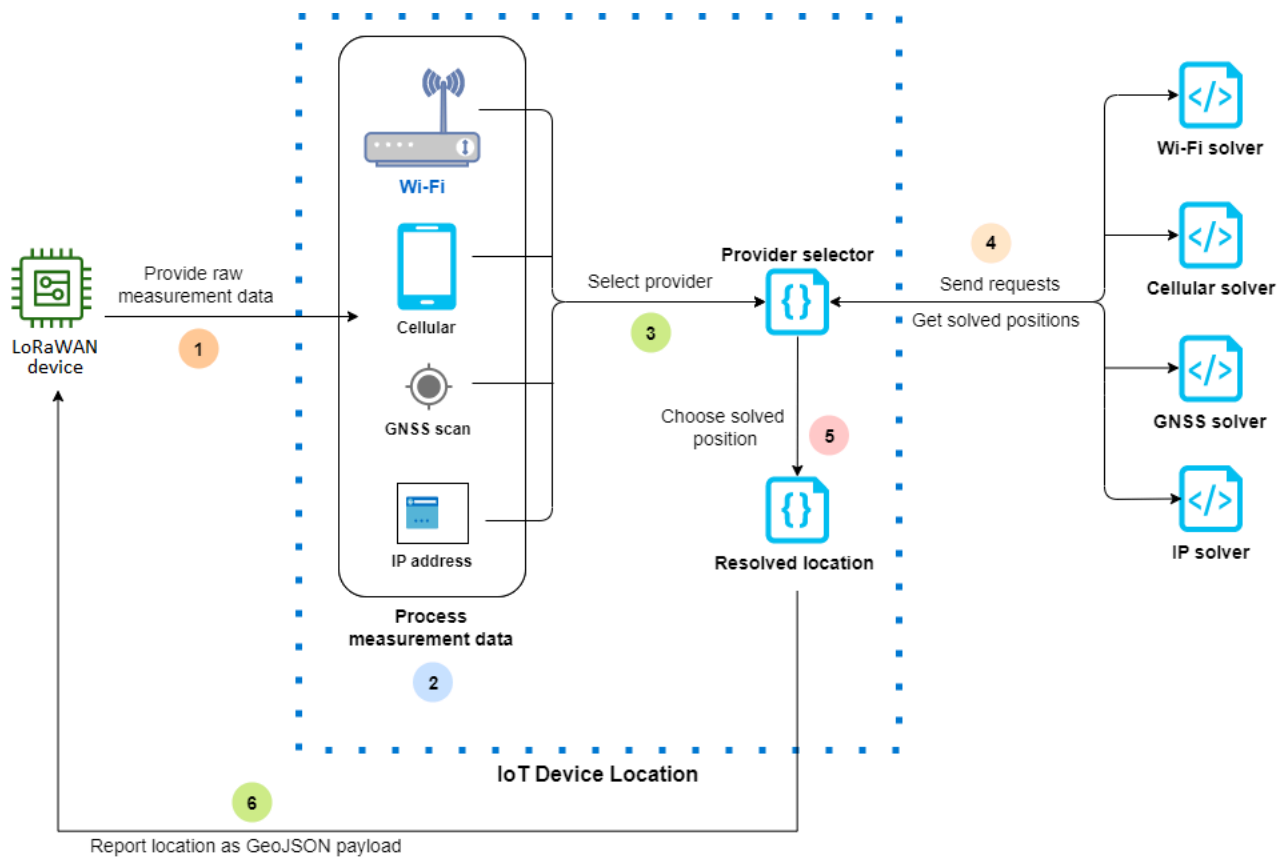 Wi-Fi
Cellular
GNSS scan
IP address
Process
measurement data
2
LoRaWAN
device
Provide raw
measurement data
1
Select provider
3
Provider selector
{}
Choose solved
position
5
{}
Resolved location
4
Send requests
Get solved positions
</>
Wi-Fi solver
</>
Cellular solver
</>
GNSS solver
</>
IP solver
IoT Device Location
6
Report location as GeoJSON payload